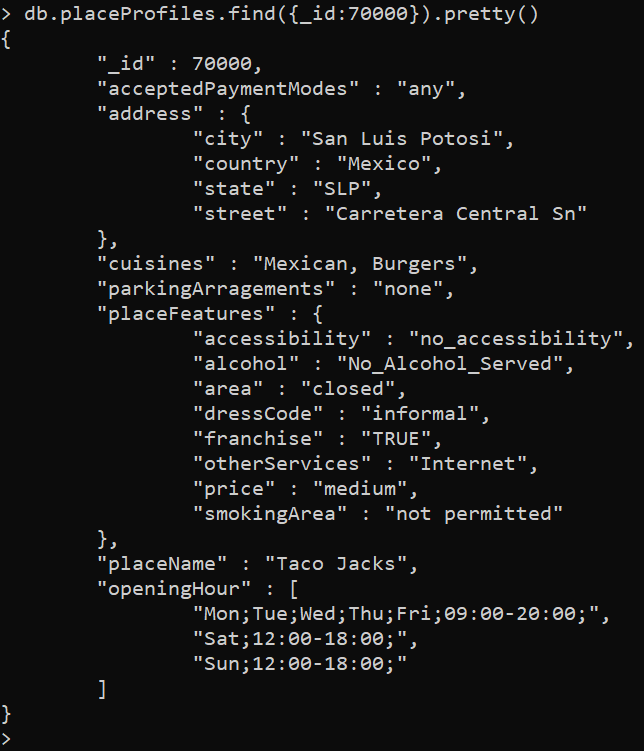 > db.placeProfiles.find({_id:70000}).pretty()
{
        "_id" : 70000,
        "acceptedPaymentModes" : "any",
        "address" : {
                "city" : "San Luis Potosi",
                "country" : "Mexico",
                "state" : "SLP",
                "street" : "Carretera Central Sn"
        },
        "cuisines" : "Mexican, Burgers",
        "parkingArragements" : "none",
        "placeFeatures" : {
                "accessibility" : "no_accessibility",
                "alcohol" : "No_Alcohol_Served",
                "area" : "closed",
                "dressCode" : "informal",
                "franchise" : "TRUE",
                "otherServices" : "Internet",
                "price" : "medium",
                "smokingArea" : "not permitted"
        },
        "placeName" : "Taco Jacks",
        "openingHour" : [
                "Mon;Tue;Wed;Thu;Fri;09:00-20:00;",
                "Sat;12:00-18:00;",
                "Sun;12:00-18:00;"
        ]
}
>